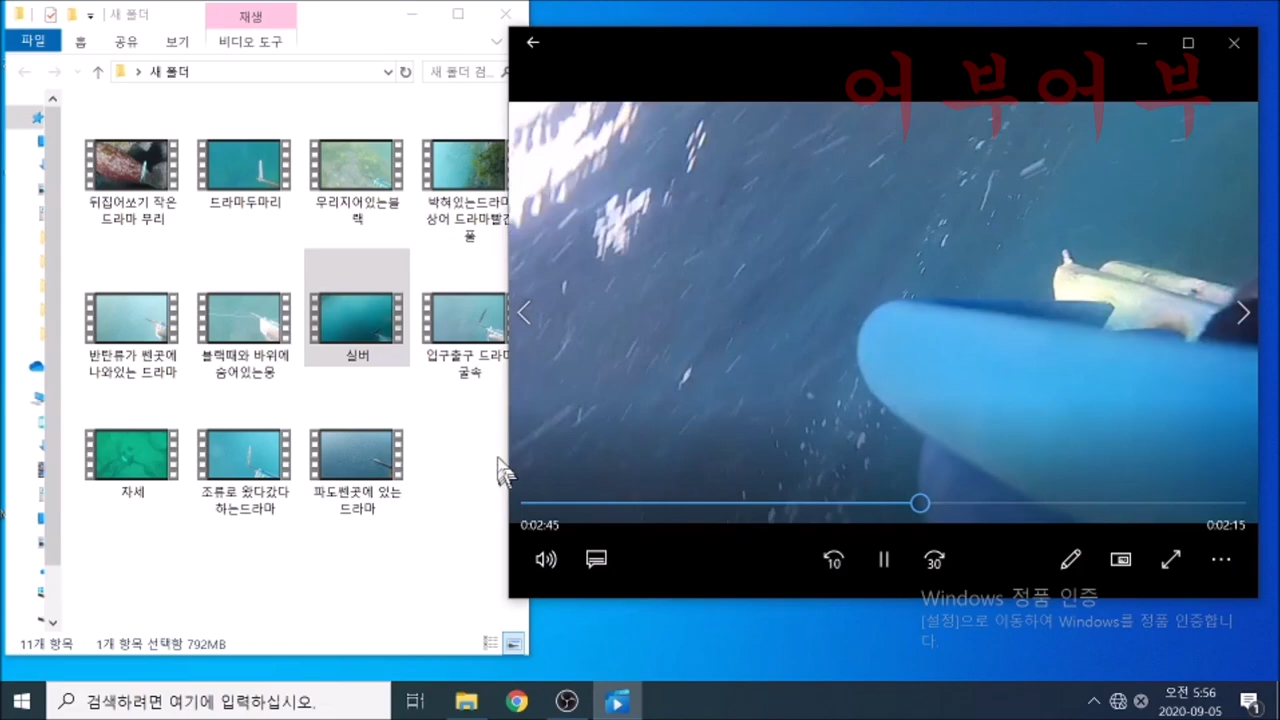 새 폴더
재생
파일
홈
공유
보기
비디오 도구
새 폴더
새 폴더 검...
뒤집어쏘기 작은
드라마 무리
드라마두마리
무리지어있는블
랙
박혀있는드라마
상어 드라마빨간
풀
반탄류가 쎈곳에
나와있는 드라마
블랙때와 바위에
숨어있는몽
실버
입구출구 드라마
굴속
자세
조류로 왔다갔다
하는드라마
파도쎈곳에 있는
드라마
11개 항목
1개 항목 선택함 792MB
어부어부
0:02:45
0:02:15
10
30
Windows 정품 인증
[설정]으로 이동하여 Windows를 정품 인증합니
다.
검색하려면 여기에 입력하십시오.
오전 5:56
2020-09-05
1